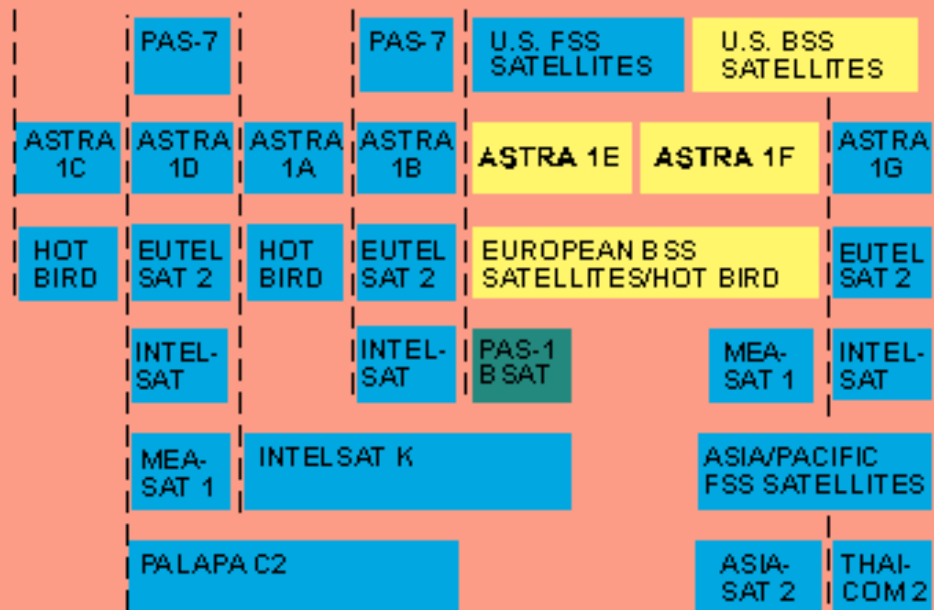 PAS-7
PAS-7
U.S. FSS
SATELLITES
U.S. BSS
SATELLITES
ASTRA
1C
ASTRA
1D
ASTRA
1A
ASTRA
1B
ASTRA 1E
ASTRA 1F
ASTRA
1G
HOT
BIRD
EUTEL
SAT 2
HOT
BIRD
EUTEL
SAT 2
EUROPEAN BSS
SATELLITES/HOT BIRD
EUTEL
SAT 2
INTEL-
SAT
INTEL-
SAT
PAS-1
BSAT
MEA-
SAT 1
INTEL-
SAT
MEA-
SAT 1
INTELSAT K
ASIA/PACIFIC
FSS SATELLITES
PALAPA C2
ASIA-
SAT 2
THAI-
COM 2